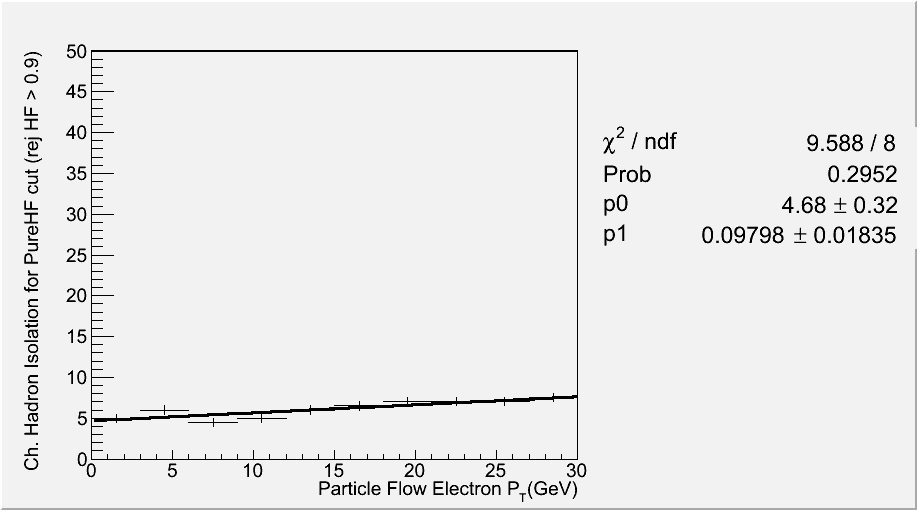 Ch. Hadron Isolation for PureHF cut (rej HF > 0.9)
50
45
40
35
30
25
20
15
10
5
0
0 5 10 15 20 25 30
Particle Flow Electron P_T(GeV)
χ² / ndf 9.588 / 8
Prob 0.2952
p0 4.68 ± 0.32
p1 0.09798 ± 0.01835